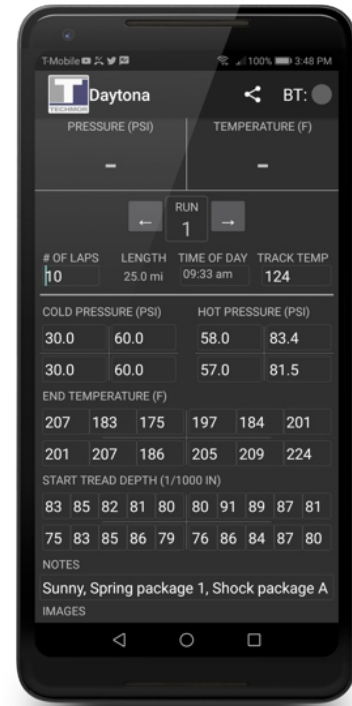 T-Mobile 100% 3:48 PM
T TECHNIOR Daytona BT:
PRESSURE (PSI) TEMPERATURE (F)
- -
← RUN 1 →
# OF LAPS LENGTH TIME OF DAY TRACK TEMP
10 25.0 mi 09:33 am 124
COLD PRESSURE (PSI) HOT PRESSURE (PSI)
30.0 60.0 58.0 83.4
30.0 60.0 57.0 81.5
END TEMPERATURE (F)
207 183 175 197 184 201
201 207 186 205 209 224
START TREAD DEPTH (1/1000 IN)
83 85 82 81 80 80 91 89 87 81
75 83 85 86 79 76 86 84 87 80
NOTES
Sunny, Spring package 1, Shock package A
IMAGES